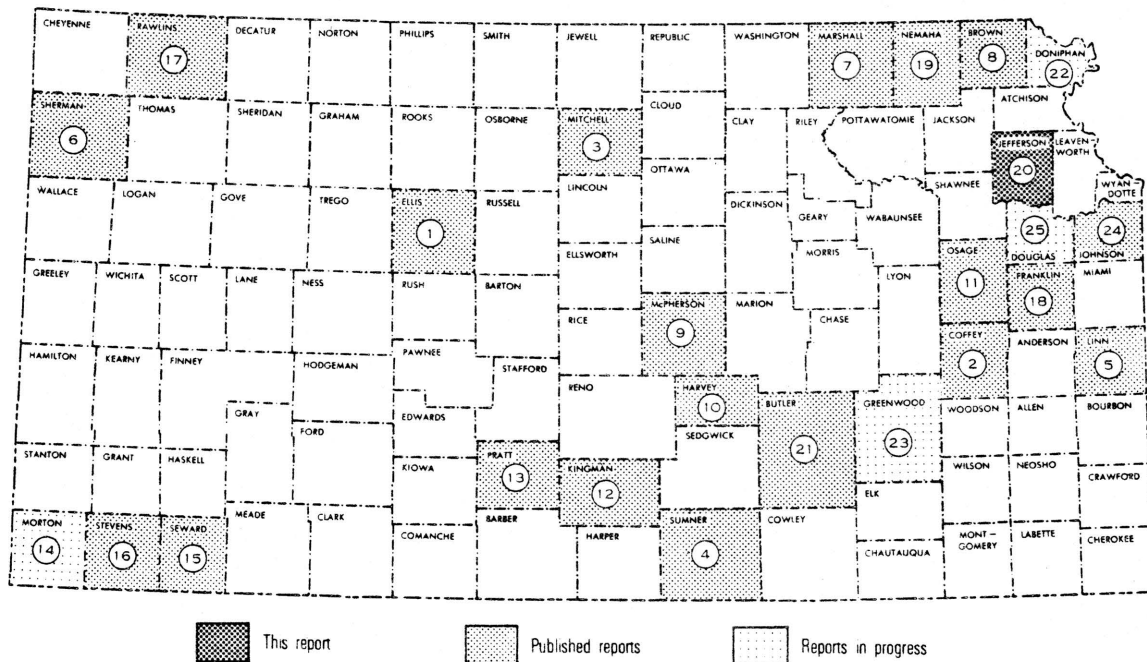 CHEYENNE
RAWLINS
17
DECATUR
NORTON
PHILLIPS
SMITH
JEWELL
REPUBLIC
WASHINGTON
MARSHALL
7
NEMAHA
19
BROWN
8
DONIPHAN
22
SHERMAN
6
THOMAS
SHERIDAN
GRAHAM
ROOKS
OSBORNE
MITCHELL
3
CLOUD
CLAY
RILEY
POTTAWATOMIE
JACKSON
ATCHISON
JEFFERSON
20
LEAVEN-
WORTH
WYAN-
DOTTE
WALLACE
LOGAN
GOVE
TREGO
ELLIS
1
RUSSELL
LINCOLN
OTTAWA
DICKINSON
GEARY
WABAUNSEE
SHAWNEE
25
DOUGLAS
24
JOHNSON
GREELEY
WICHITA
SCOTT
LANE
NESS
RUSH
BARTON
ELLSWORTH
SALINE
MORRIS
LYON
OSAGE
11
FRANKLIN
18
MIAMI
HAMILTON
KEARNY
FINNEY
HODGEMAN
PAWNEE
STAFFORD
RICE
McPHERSON
9
MARION
CHASE
COFFEY
2
ANDERSON
LINN
5
GRAY
FORD
EDWARDS
RENO
HARVEY
10
SEDGWICK
BUTLER
21
GREENWOOD
23
WOODSON
ALLEN
BOURBON
STANTON
GRANT
HASKELL
KIOWA
PRATT
13
KINGMAN
12
ELK
WILSON
NEOSHO
CRAWFORD
MORTON
14
STEVENS
16
SEWARD
15
MEADE
CLARK
COMANCHE
BARBER
HARPER
SUMNER
4
COWLEY
CHAUTAUQUA
MONT-
GOMERY
LABETTE
CHEROKEE
This report
Published reports
Reports in progress